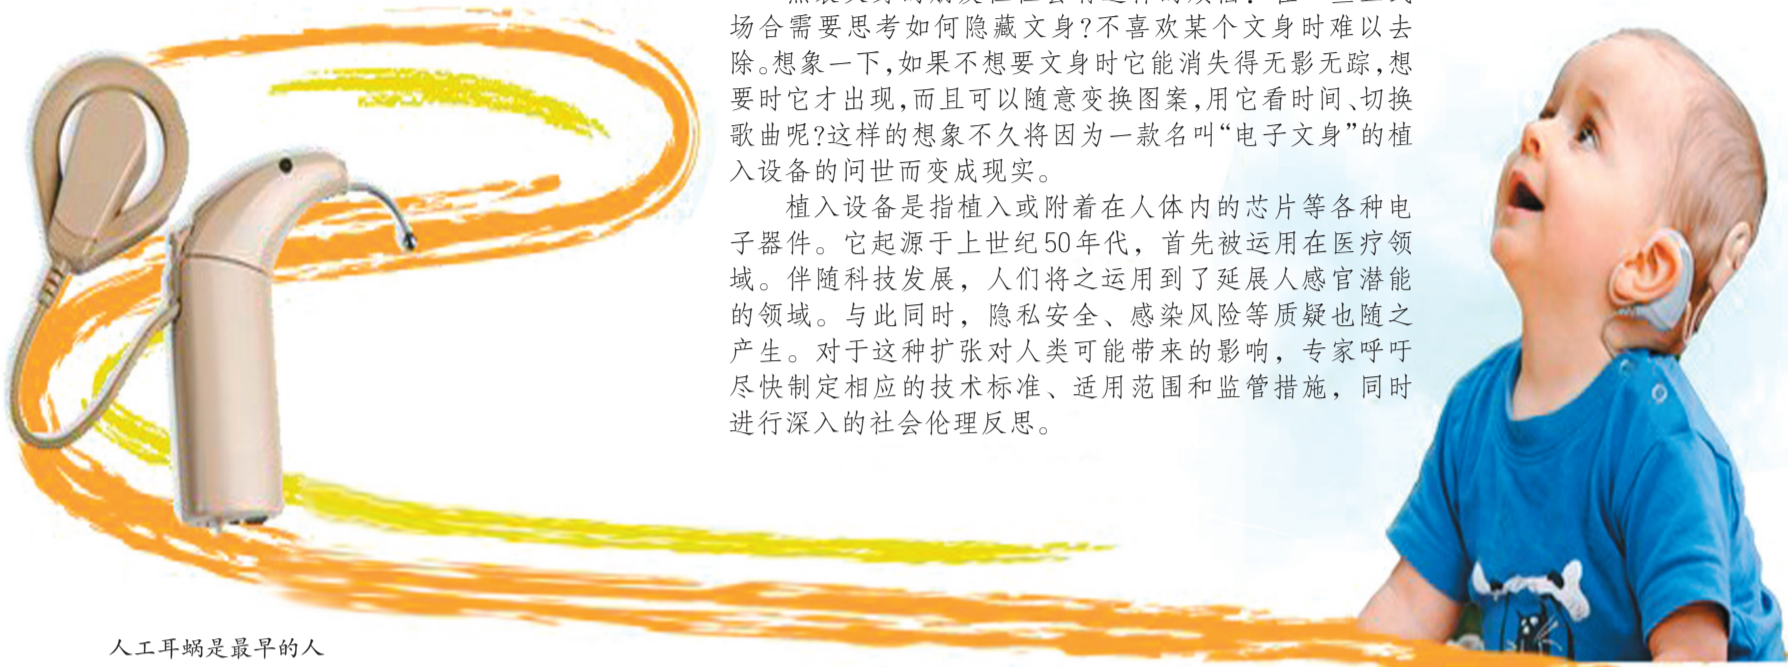 场合需要思考如何隐藏文身?不喜欢某个文身时难以去
除。想象一下,如果不想要文身时它能消失得无影无踪,想
要时它才出现,而且可以随意变换图案,用它看时间、切换
歌曲呢?这样的想象不久将因为一款名叫“电子文身”的植
入设备的问世而变成现实。
植入设备是指植入或附着在人体内的芯片等各种电
子器件。它起源于上世纪50年代，首先被运用在医疗领
域。伴随科技发展，人们将之运用到了延展人感官潜能
的领域。与此同时，隐私安全、感染风险等质疑也随之
产生。对于这种扩张对人类可能带来的影响，专家呼吁
尽快制定相应的技术标准、适用范围和监管措施，同时
进行深入的社会伦理反思。
人工耳蜗是最早的人